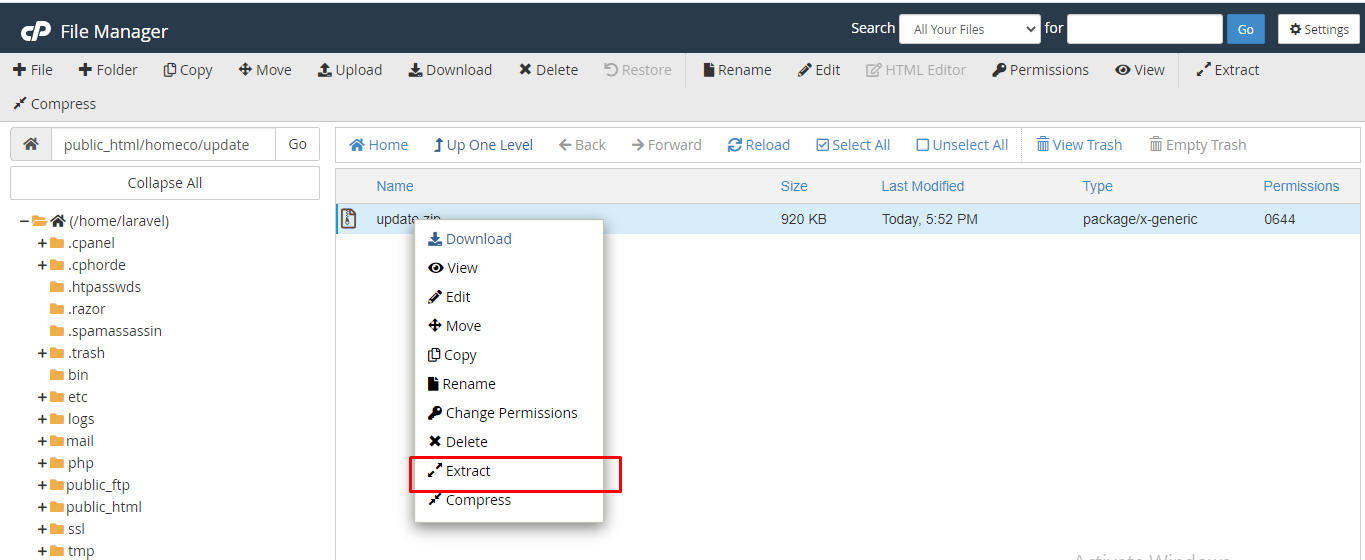 cP File Manager Search All Your Files for Go Settings
File Folder Copy Move Upload Download Delete Restore Rename Edit HTML Editor Permissions View Extract
Compress
public_html/homeco/update Go Home Up One Level Back Forward Reload Select All Unselect All View Trash Empty Trash
Collapse All
Name Size Last Modified Type Permissions
update.zip 920 KB Today, 5:52 PM package/x-generic 0644
Download
View
Edit
Move
Copy
Rename
Change Permissions
Delete
Extract
Compress
(/home/laravel)
.cpanel
.cphorde
.htpasswds
.razor
.spamassassin
.trash
bin
etc
logs
mail
php
public_ftp
public_html
ssl
tmp
Activate Windows